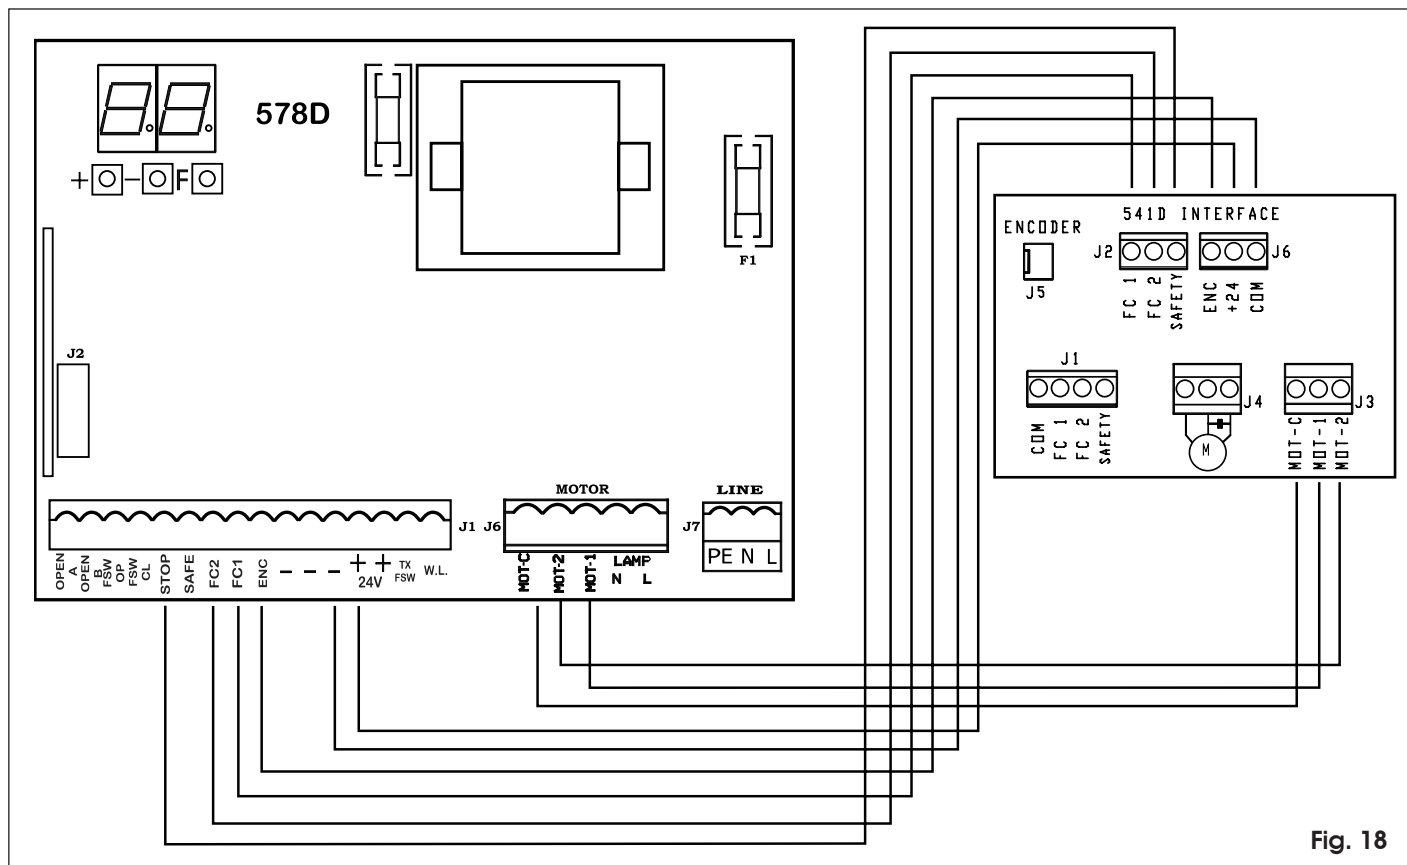 578D
+ - F
F1
J2
J1
OPEN A
OPEN B
FSW OP
FSW CL
STOP
SAFE
FC2
FC1
ENC
-
-
-
+ +
24V
TX FSW
W.L.
MOTOR
J6
MOT-C
MOT-2
MOT-1
LAMP
N L
LINE
J7
PE N L
541D INTERFACE
ENCODER
J5
J2
FC 1
FC 2
SAFETY
J6
ENC
+24
COM
J1
COM
FC 1
FC 2
SAFETY
J4
M
J3
MOT-C
MOT-1
MOT-2
Fig. 18